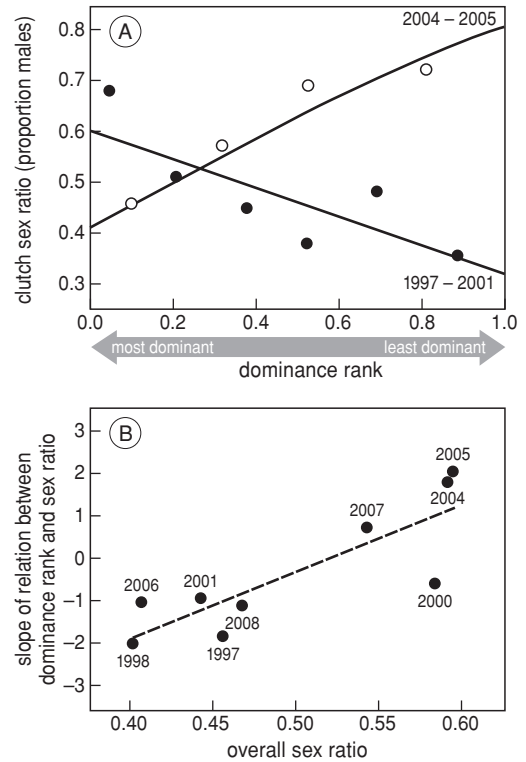 A
2004 – 2005
0.8
0.7
0.6
0.5
0.4
0.3
clutch sex ratio (proportion males)
1997 – 2001
0.0 0.2 0.4 0.6 0.8 1.0
most dominant least dominant
dominance rank
B
3
2
1
0
–1
–2
–3
slope of relation between
dominance rank and sex ratio
2005
2004
2007
2006
2001
2000
2008
1997
1998
0.40 0.45 0.50 0.55 0.60
overall sex ratio